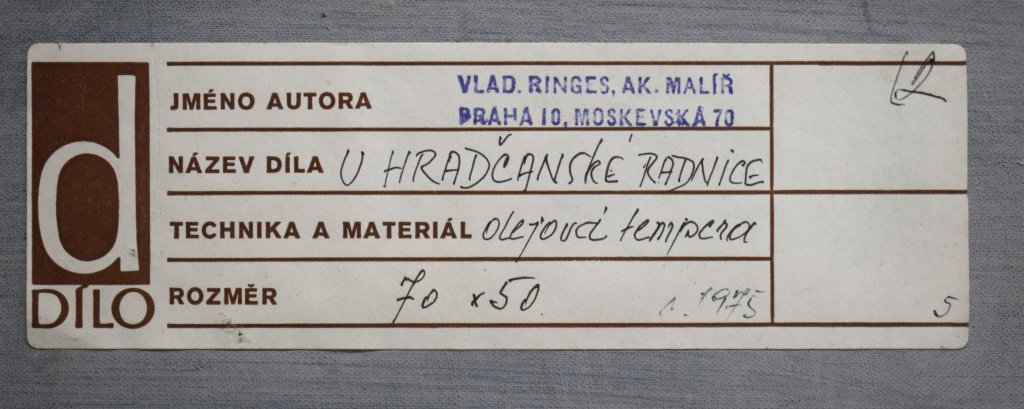 d
DÍLO
JMÉNO AUTORA VLAD. RINGES, AK. MALÍŘ
PRAHA 10, MOSKEVSKÁ 70
NÁZEV DÍLA U HRADČANSKÉ RADNICE
TECHNIKA A MATERIÁL olejová tempera
ROZMĚR 70 x 50 r. 1975
5